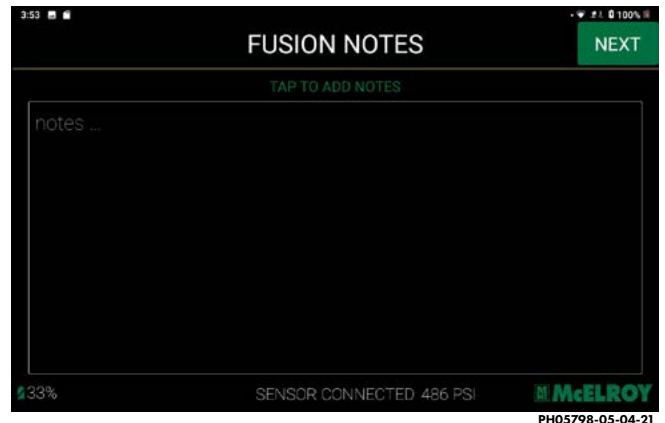 3:53 100%
FUSION NOTES NEXT
TAP TO ADD NOTES
notes ...
33% SENSOR CONNECTED 486 PSI McELROY
PH05798-05-04-21